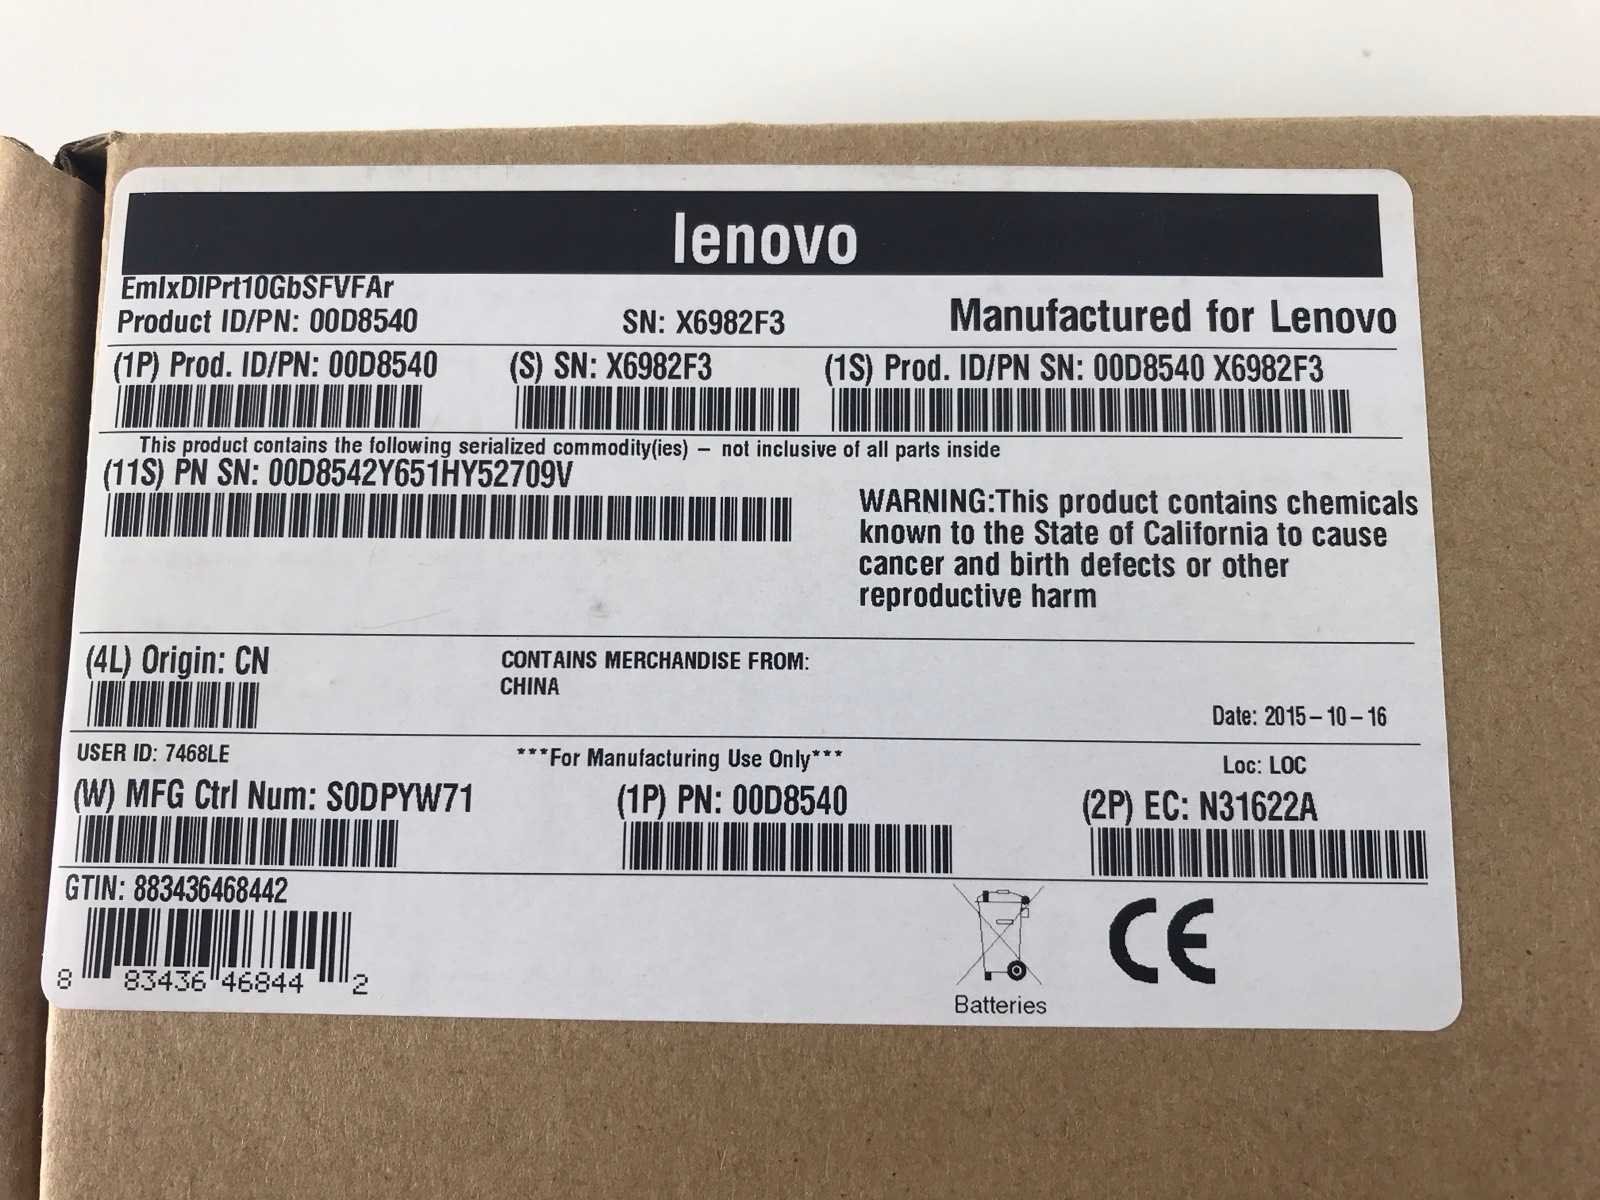 lenovo
EmlxDlPrt10GbSFVFAr
Product ID/PN: 00D8540 SN: X6982F3 Manufactured for Lenovo
(1P) Prod. ID/PN: 00D8540 (S) SN: X6982F3 (1S) Prod. ID/PN SN: 00D8540 X6982F3
This product contains the following serialized commodity(ies) – not inclusive of all parts inside
(11S) PN SN: 00D8542Y651HY52709V
WARNING:This product contains chemicals
known to the State of California to cause
cancer and birth defects or other
reproductive harm
(4L) Origin: CN
CONTAINS MERCHANDISE FROM:
CHINA
Date: 2015-10-16
USER ID: 7468LE ***For Manufacturing Use Only*** Loc: LOC
(W) MFG Ctrl Num: S0DPYW71 (1P) PN: 00D8540 (2P) EC: N31622A
GTIN: 883436468442
8 83436 46844 2
Batteries
CE